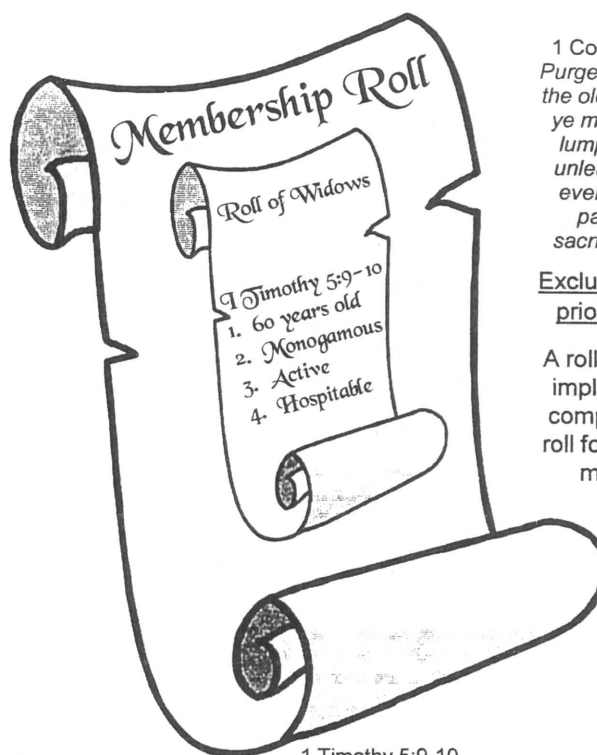 Membership Roll
Roll of Widows
I Timothy 5:9-10
1. 60 years old
2. Monogamous
3. Active
4. Hospitable
1 Co
Purge
the ol
ye m
lump
unle
eve
pa
sacri
Exclu
prio
A roll
impl
comp
roll fo
m
1 Timothy 5:9-10